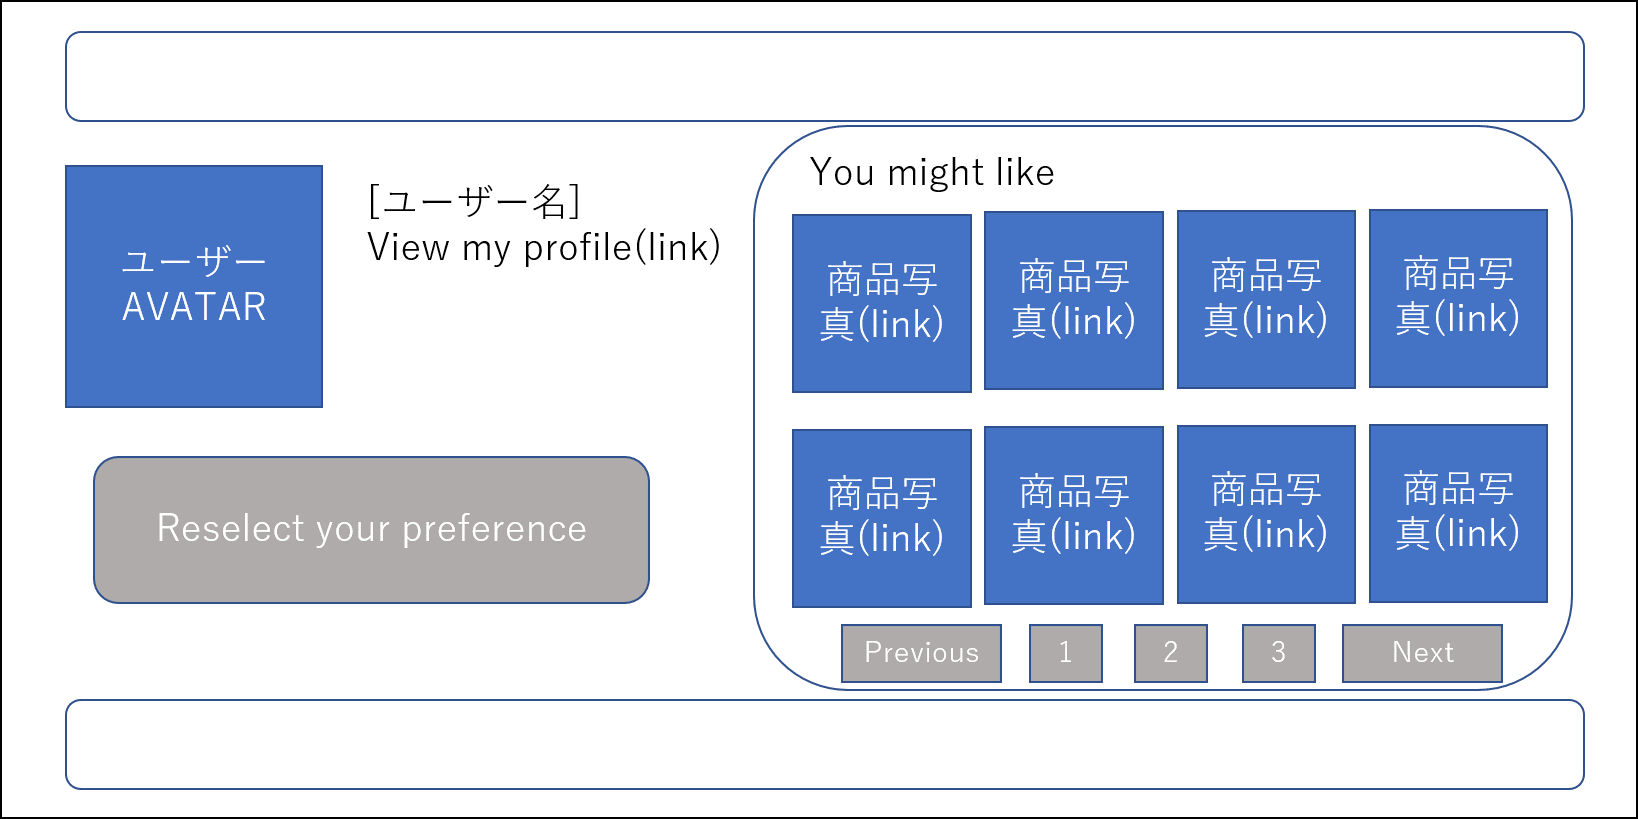 ユーザー
AVATAR
[ユーザー名]
View my profile(link)
Reselect your preference
You might like
商品写
真(link)
商品写
真(link)
商品写
真(link)
商品写
真(link)
商品写
真(link)
商品写
真(link)
商品写
真(link)
商品写
真(link)
Previous
1
2
3
Next